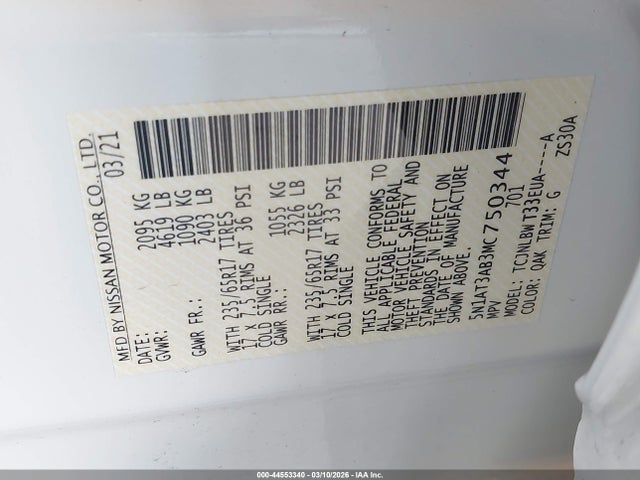 MFD BY NISSAN MOTOR CO., LTD.
DATE: 03/21
GVWR: 2095 KG
4619 LB
GAWR FR.: 1090 KG
2403 LB
WITH 235/65R17 TIRES
17 X 7.5 RIMS AT 36 PSI
COLD SINGLE
GAWR RR.: 1055 KG
2326 LB
WITH 235/65R17 TIRES
17 X 7.5 RIMS AT 33 PSI
COLD SINGLE
THIS VEHICLE CONFORMS TO
ALL APPLICABLE FEDERAL
MOTOR VEHICLE SAFETY AND
THEFT PREVENTION
STANDARDS IN EFFECT ON
THE DATE OF MANUFACTURE
SHOWN ABOVE.
5N1AT3AB3MC750344
MPV 701
MODEL: TCJNLBWT33EUA----A
COLOR: QAK TRIM: G ZS30A
000-44553340 - 03/10/2026 - IAA Inc.